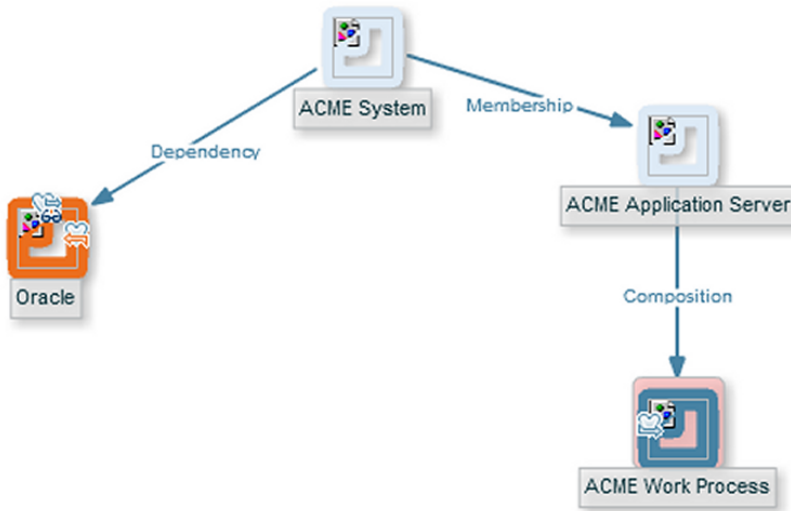 ACME System
Membership
Dependency
ACME Application Server
Oracle
Composition
ACME Work Process